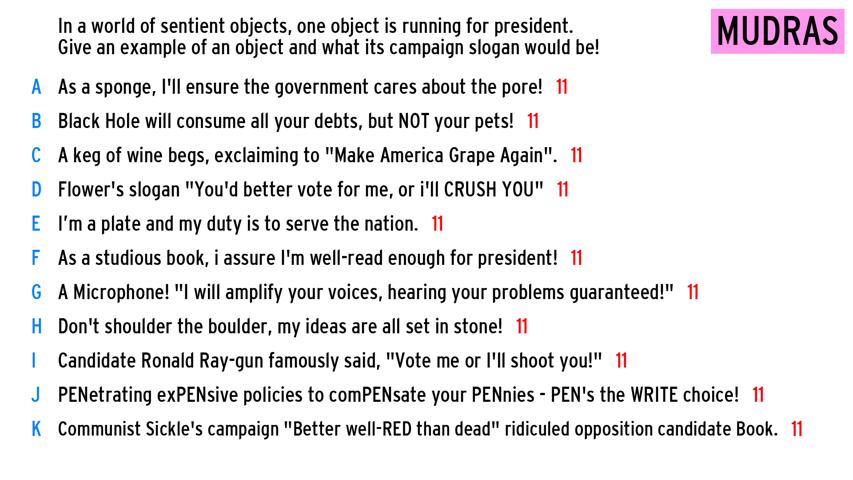 In a world of sentient objects, one object is running for president.
Give an example of an object and what its campaign slogan would be!
MUDRAS
A As a sponge, I'll ensure the government cares about the pore! 11
B Black Hole will consume all your debts, but NOT your pets! 11
C A keg of wine begs, exclaiming to "Make America Grape Again". 11
D Flower's slogan "You'd better vote for me, or i'll CRUSH YOU" 11
E I’m a plate and my duty is to serve the nation. 11
F As a studious book, i assure I'm well-read enough for president! 11
G A Microphone! "I will amplify your voices, hearing your problems guaranteed!" 11
H Don't shoulder the boulder, my ideas are all set in stone! 11
I Candidate Ronald Ray-gun famously said, "Vote me or I'll shoot you!" 11
J PENetrating exPENsive policies to comPENsate your PENnies - PEN's the WRITE choice! 11
K Communist Sickle's campaign "Better well-RED than dead" ridiculed opposition candidate Book. 11